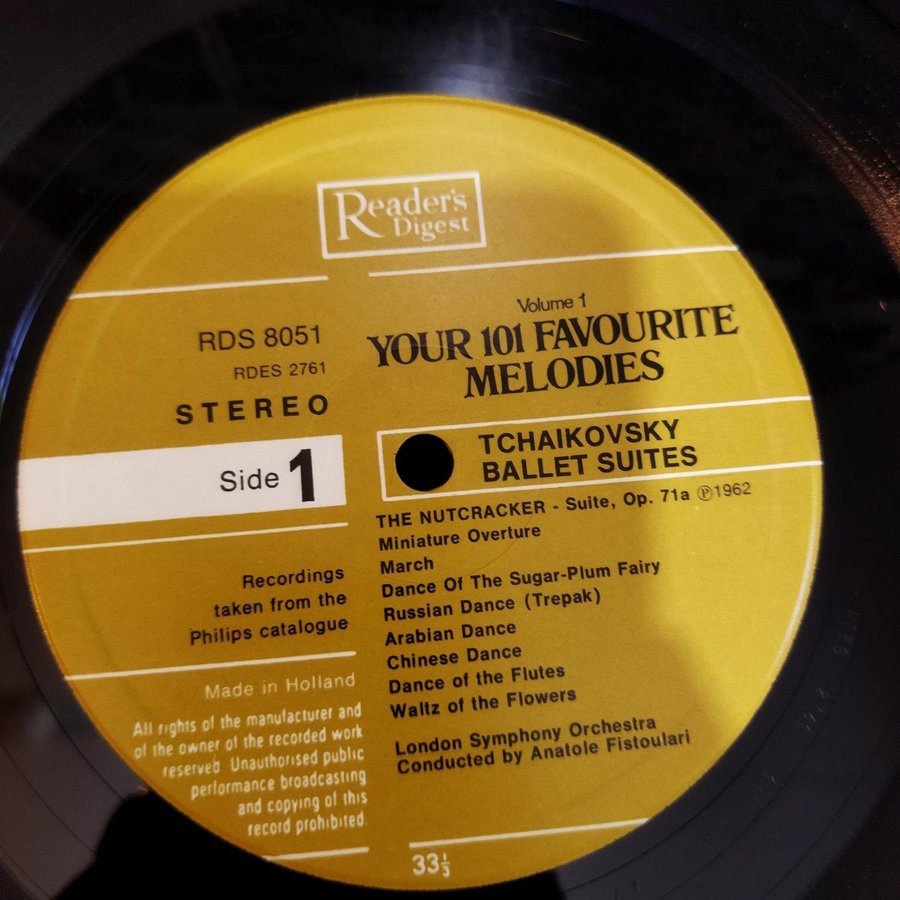 Reader's
Digest
RDS 8051
RDES 2761
STEREO
Side 1
Recordings
taken from the
Philips catalogue
Made in Holland
All rights of the manufacturer and
of the owner of the recorded work
reserved. Unauthorised public
performance broadcasting
and copying of this
record prohibited.
Volume 1
YOUR 101 FAVOURITE
MELODIES
TCHAIKOVSKY
BALLET SUITES
THE NUTCRACKER - Suite, Op. 71a ℗1962
Miniature Overture
March
Dance Of The Sugar-Plum Fairy
Russian Dance (Trepak)
Arabian Dance
Chinese Dance
Dance of the Flutes
Waltz of the Flowers
London Symphony Orchestra
Conducted by Anatole Fistoulari
33⅓